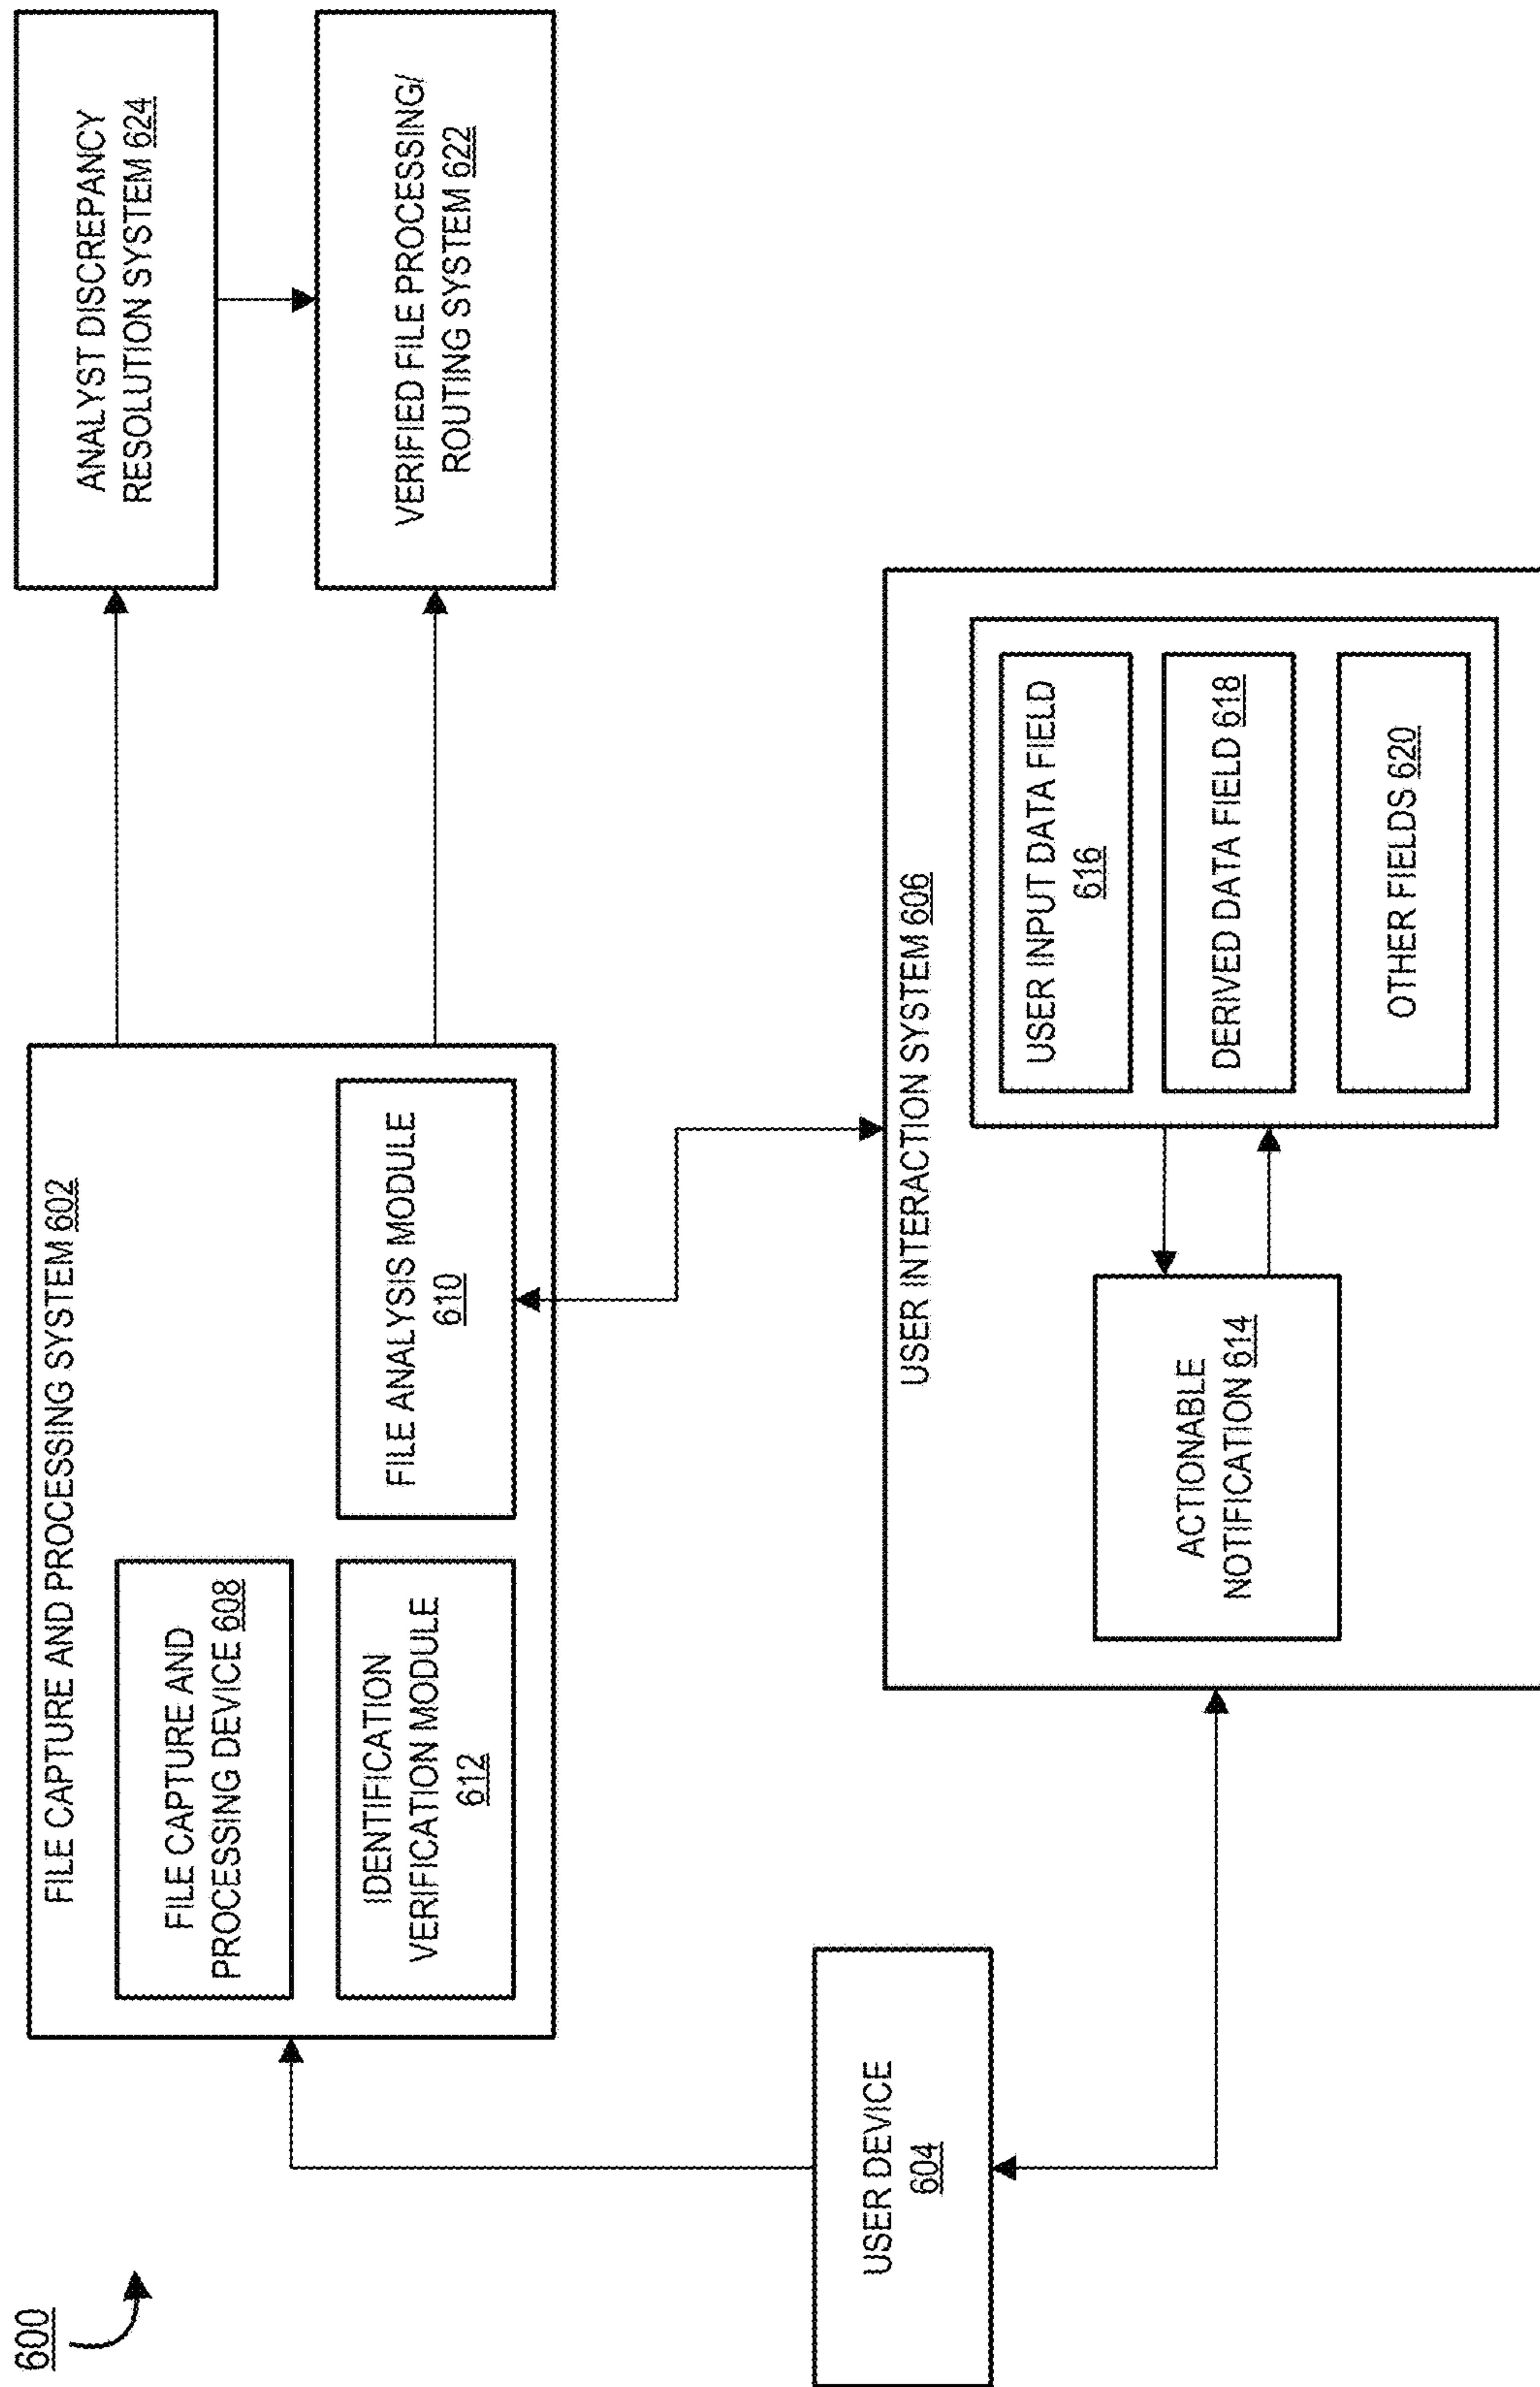 600
FILE CAPTURE AND PROCESSING SYSTEM 602
FILE CAPTURE AND
PROCESSING DEVICE 608
IDENTIFICATION
VERIFICATION MODULE
612
FILE ANALYSIS MODULE
610
ANALYST DISCREPANCY
RESOLUTION SYSTEM 624
VERIFIED FILE PROCESSING/
ROUTING SYSTEM 622
USER DEVICE
604
USER INTERACTION SYSTEM 606
ACTIONABLE
NOTIFICATION 614
USER INPUT DATA FIELD
616
DERIVED DATA FIELD 618
OTHER FIELDS 620